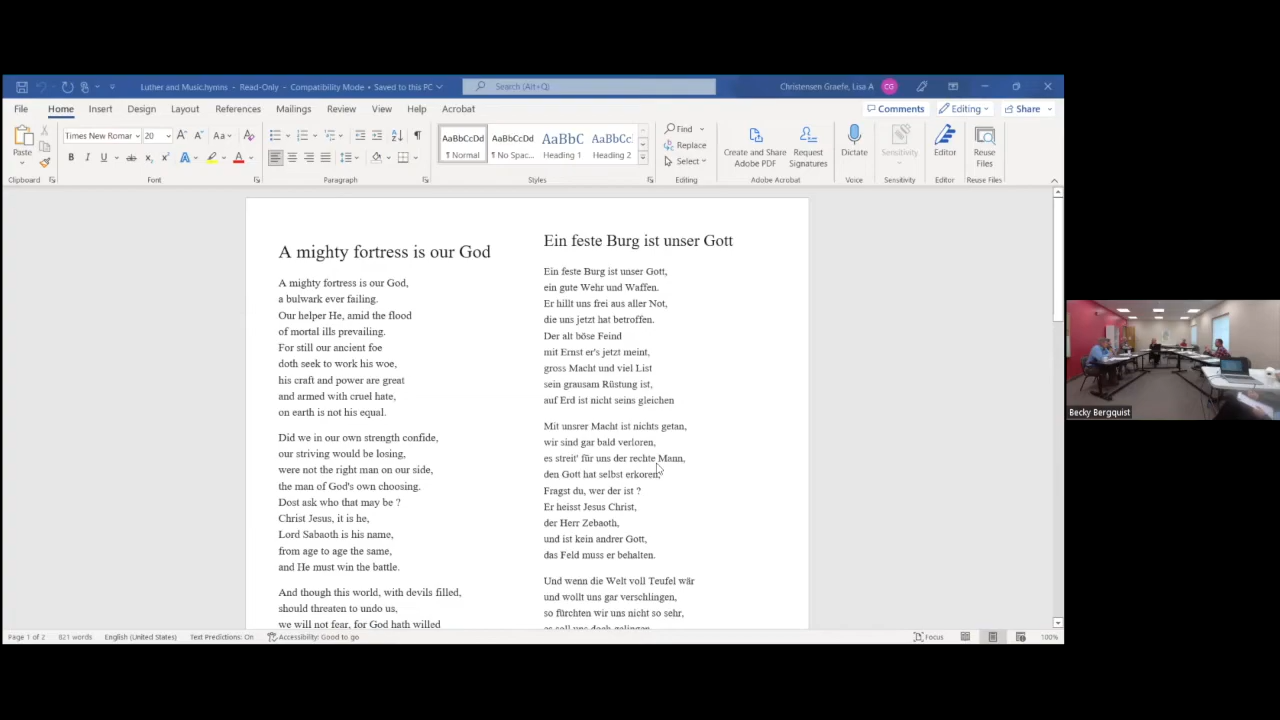 Luther and Music.hymns - Read-Only - Compatibility Mode • Saved to this PC
Search (Alt+Q)
Christensen Graefe, Lisa A
CG
File Home Insert Design Layout References Mailings Review View Help Acrobat
Comments Editing Share
Paste
Times New Roman 20
AaBbCcDd AaBbCcDd AaBbC AaBbCc
¶ Normal ¶ No Spac... Heading 1 Heading 2
Find
Replace
Select
Create and Share Adobe PDF
Request Signatures
Dictate
Sensitivity
Editor
Reuse Files
Clipboard Font Paragraph Styles Editing Adobe Acrobat Voice Sensitivity Editor Reuse Files
A mighty fortress is our God
A mighty fortress is our God,
a bulwark ever failing.
Our helper He, amid the flood
of mortal ills prevailing.
For still our ancient foe
doth seek to work his woe,
his craft and power are great
and armed with cruel hate,
on earth is not his equal.
Did we in our own strength confide,
our striving would be losing,
were not the right man on our side,
the man of God's own choosing.
Dost ask who that may be ?
Christ Jesus, it is he,
Lord Sabaoth is his name,
from age to age the same,
and He must win the battle.
And though this world, with devils filled,
should threaten to undo us,
we will not fear, for God hath willed
Ein feste Burg ist unser Gott
Ein feste Burg ist unser Gott,
ein gute Wehr und Waffen.
Er hillt uns frei aus aller Not,
die uns jetzt hat betroffen.
Der alt böse Feind
mit Ernst er's jetzt meint,
gross Macht und viel List
sein grausam Rüstung ist,
auf Erd ist nicht seins gleichen
Mit unsrer Macht ist nichts getan,
wir sind gar bald verloren,
es streit' für uns der rechte Mann,
den Gott hat selbst erkoren,
Fragst du, wer der ist ?
Er heisst Jesus Christ,
der Herr Zebaoth,
und ist kein andrer Gott,
das Feld muss er behalten.
Und wenn die Welt voll Teufel wär
und wollt uns gar verschlingen,
so fürchten wir uns nicht so sehr,
es soll uns doch gelingen
Becky Bergquist
Page 1 of 2 821 words English (United States) Text Predictions: On Accessibility: Good to go Focus 100%